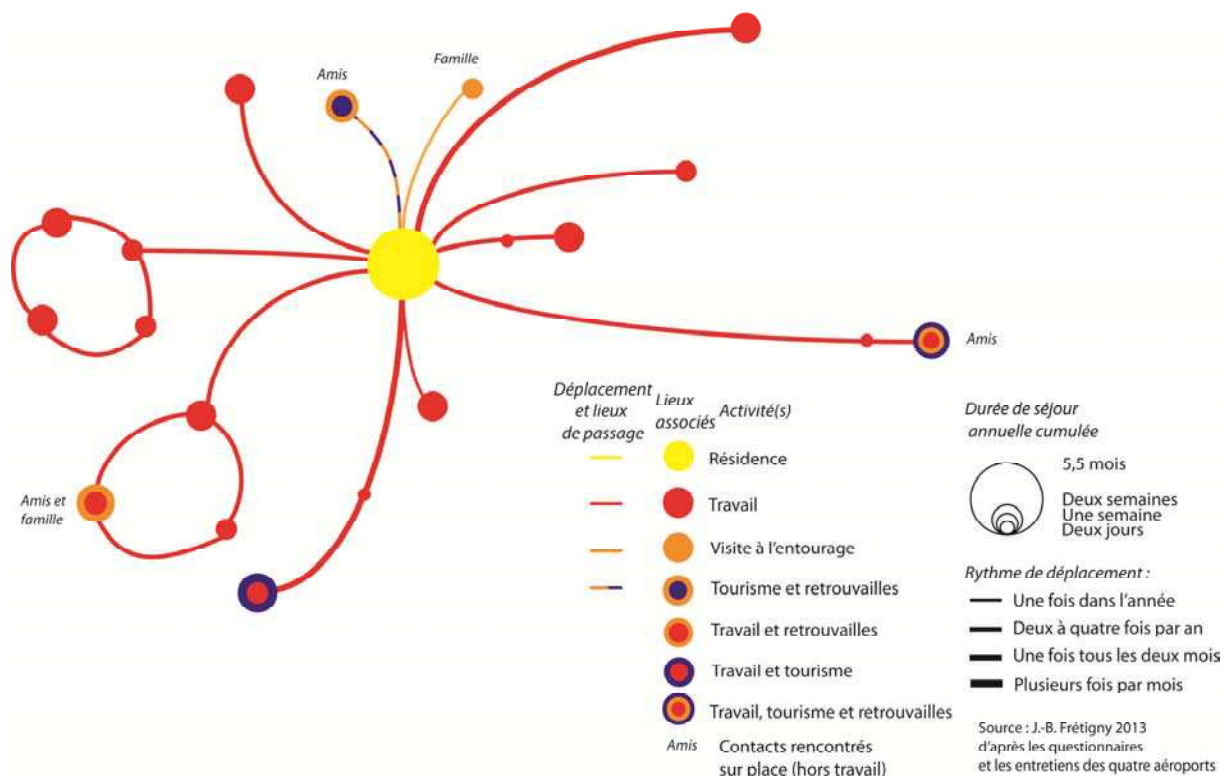 Famille
Amis
Amis
Amis et
famille
Déplacement
et lieux
de passage
Lieux
associés
Activité(s)
Résidence
Travail
Visite à l'entourage
Tourisme et retrouvailles
Travail et retrouvailles
Travail et tourisme
Travail, tourisme et retrouvailles
Amis Contacts rencontrés
sur place (hors travail)
Durée de séjour
annuelle cumulée
5,5 mois
Deux semaines
Une semaine
Deux jours
Rythme de déplacement :
Une fois dans l'année
Deux à quatre fois par an
Une fois tous les deux mois
Plusieurs fois par mois
Source : J.-B. Frétigny 2013
d'après les questionnaires
et les entretiens des quatre aéroports